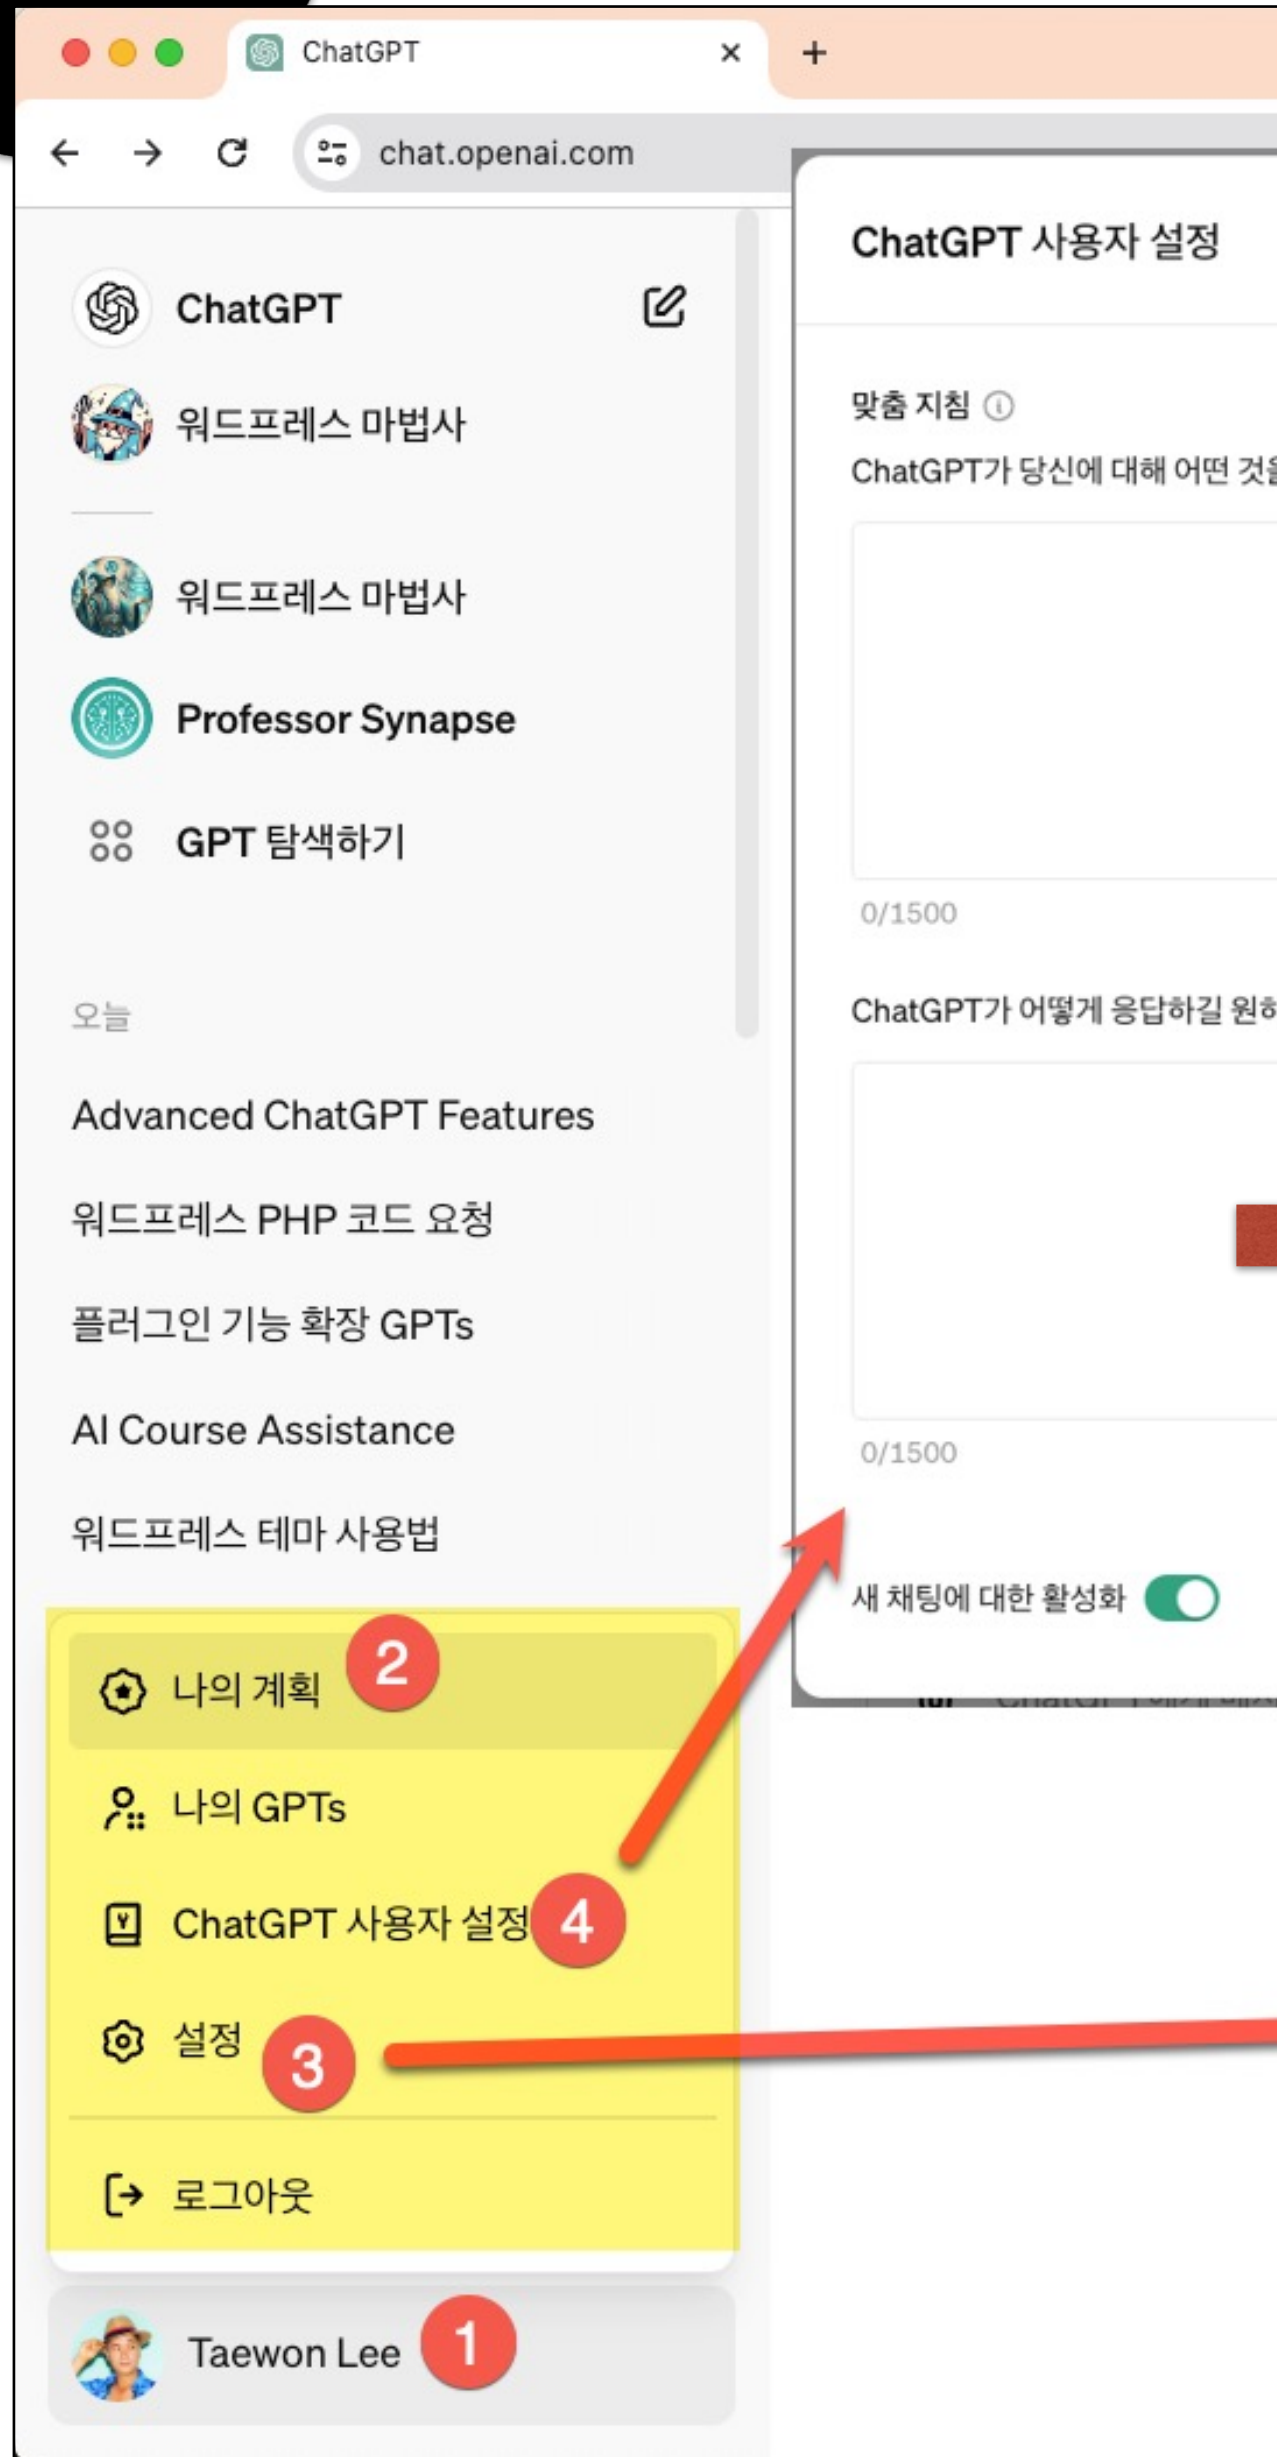 ChatGPT
chat.openai.com
ChatGPT
워드프레스 마법사
워드프레스 마법사
Professor Synapse
GPT 탐색하기
오늘
Advanced ChatGPT Features
워드프레스 PHP 코드 요청
플러그인 기능 확장 GPTs
AI Course Assistance
워드프레스 테마 사용법
나의 계획 2
나의 GPTs
ChatGPT 사용자 설정 4
설정 3
로그아웃
Taewon Lee 1
ChatGPT 사용자 설정
맞춤 지침
ChatGPT가 당신에 대해 어떤 것을
0/1500
ChatGPT가 어떻게 응답하길
0/1500
새 채팅에 대한 활성화